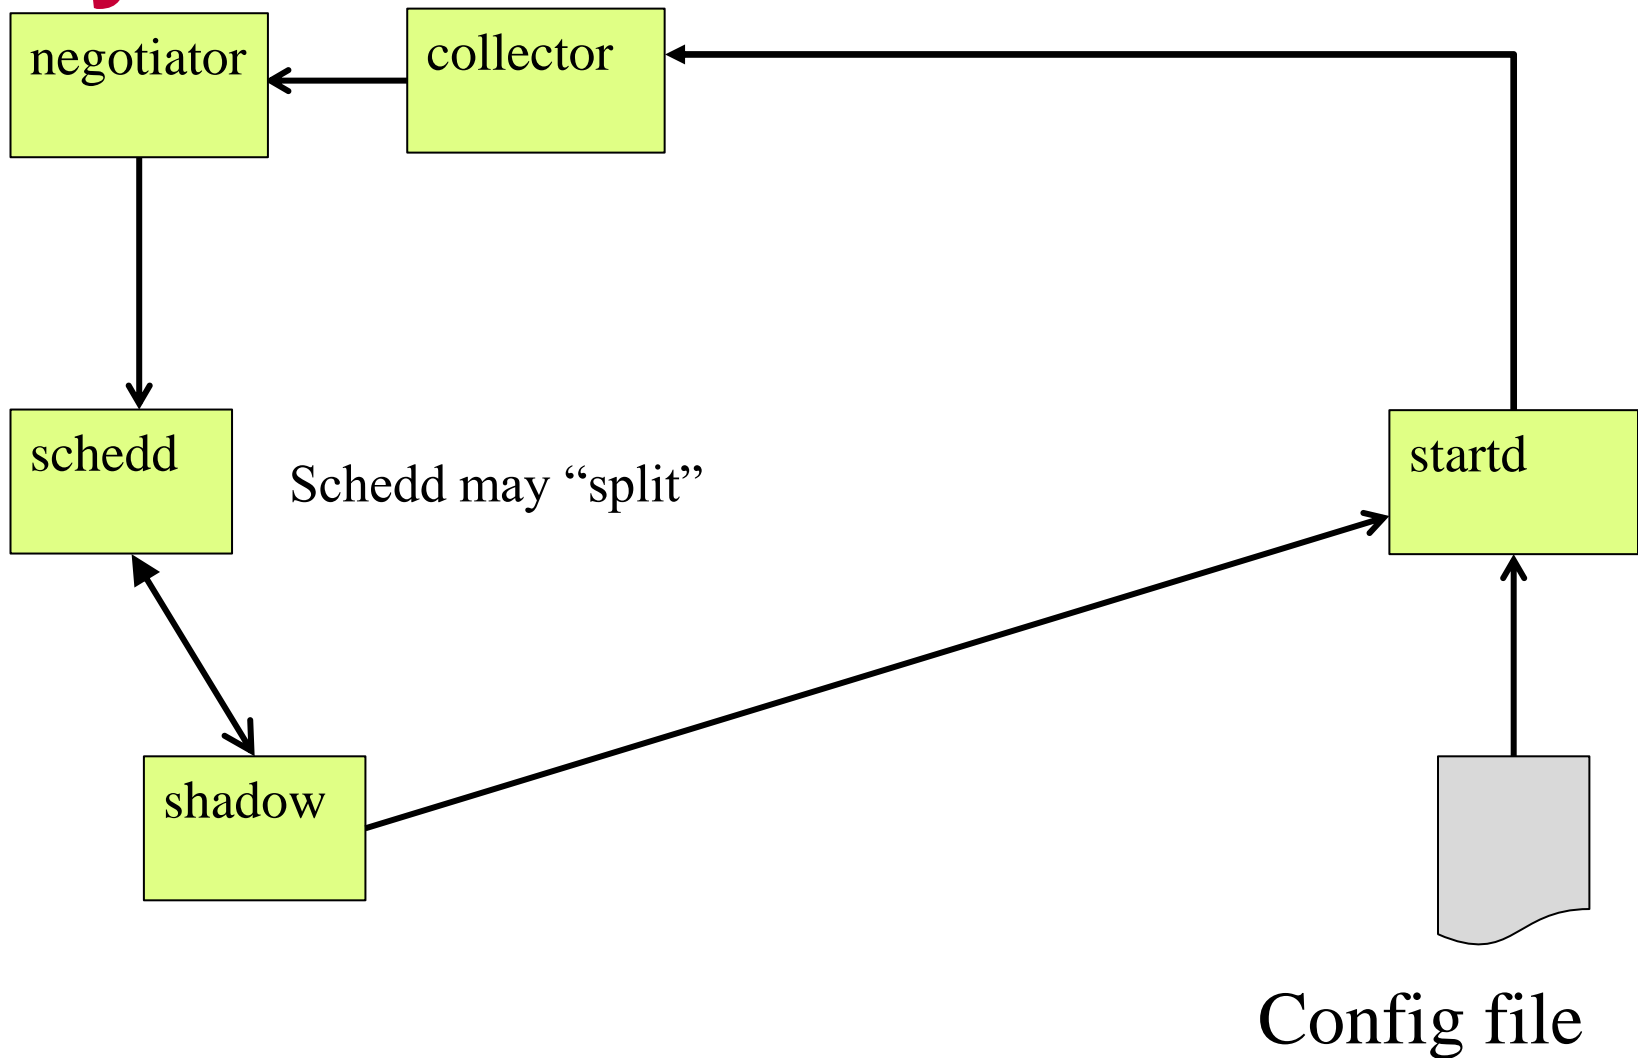 negotiator
collector
schedd
Schedd may “split”
startd
shadow
Config file